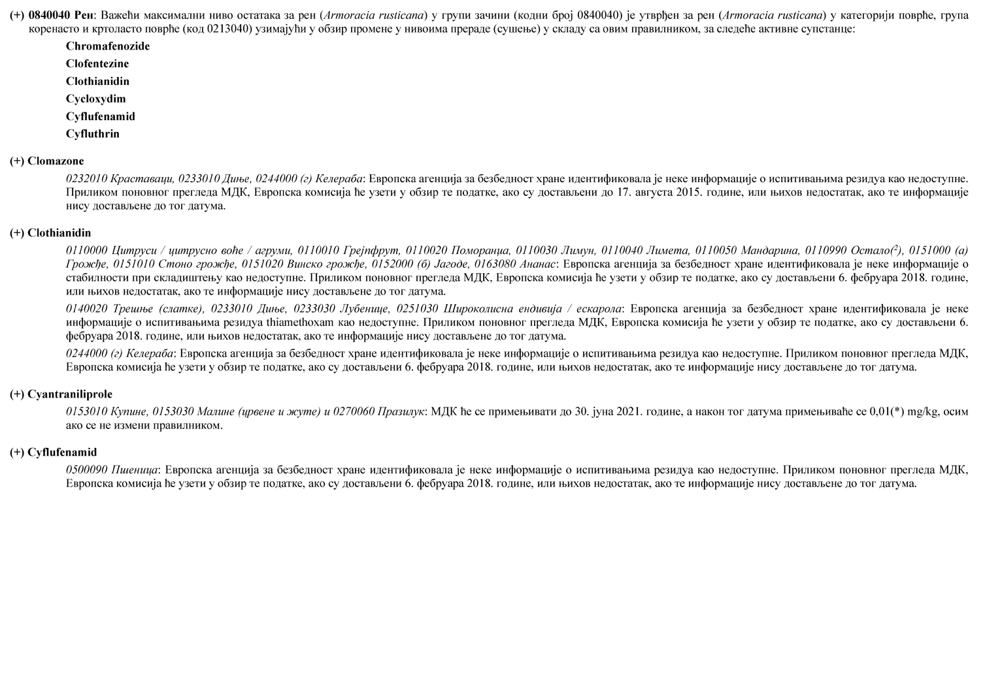 (+) 0840040 Рен: Важећи максимални ниво остатака за рен (Armoracia rusticana) у групи зачини (кодни број 0840040) је утврђен за рен (Armoracia rusticana) у категорији поврће, група
коренасто и кртоласто поврће (код 0213040) узимајући у обзир промене у нивоима прераде (сушење) у складу са овим правилником, за следеће активне супстанце:
Chromafenozide
Clofentezine
Clothianidin
Cycloxydim
Cyflufenamid
Cyfluthrin
(+) Clomazone
0232010 Краставаци, 0233010 Диње, 0244000 (г) Келераба: Европска агенција за безбедност хране идентификовала је неке информације о испитивањима резидуа као недоступне.
Приликом поновног прегледа МДК, Европска комисија ће узети у обзир те податке, ако су достављени до 17. августа 2015. године, или њихов недостатак, ако те информације
нису достављене до тог датума.
(+) Clothianidin
0110000 Цитруси / цитрусно воће / агруми, 0110010 Грејпфрут, 0110020 Поморанџа, 0110030 Лимун, 0110040 Лимета, 0110050 Мандарина, 0110990 Остало(²), 0151000 (а)
Грожђе, 0151010 Стоно грожђе, 0151020 Винско грожђе, 0152000 (б) Јагоде, 0163080 Ананас: Европска агенција за безбедност хране идентификовала је неке информације о
стабилности при складиштењу као недоступне. Приликом поновног прегледа МДК, Европска комисија ће узети у обзир те податке, ако су достављени 6. фебруара 2018. године,
или њихов недостатак, ако те информације нису достављене до тог датума.
0140020 Трешње (слатке), 0233010 Диње, 0233030 Лубенице, 0251030 Широколисна ендивија / ескарола: Европска агенција за безбедност хране идентификовала је неке
информације о испитивањима резидуа thiamethoxam као недоступне. Приликом поновног прегледа МДК, Европска комисија ће узети у обзир те податке, ако су достављени 6.
фебруара 2018. године, или њихов недостатак, ако те информације нису достављене до тог датума.
0244000 (г) Келераба: Европска агенција за безбедност хране идентификовала је неке информације о испитивањима резидуа као недоступне. Приликом поновног прегледа МДК,
Европска комисија ће узети у обзир те податке, ако су достављени 6. фебруара 2018. године, или њихов недостатак, ако те информације нису достављене до тог датума.
(+) Cyantraniliprole
0153010 Купине, 0153030 Малине (црвене и жуте) и 0270060 Празилук: МДК ће се примењивати до 30. јуна 2021. године, а након тог датума примењиваће се 0,01(*) mg/kg, осим
ако се не измени правилником.
(+) Cyflufenamid
0500090 Пшеница: Европска агенција за безбедност хране идентификовала је неке информације о испитивањима резидуа као недоступне. Приликом поновног прегледа МДК,
Европска комисија ће узети у обзир те податке, ако су достављени 6. фебруара 2018. године, или њихов недостатак, ако те информације нису достављене до тог датума.